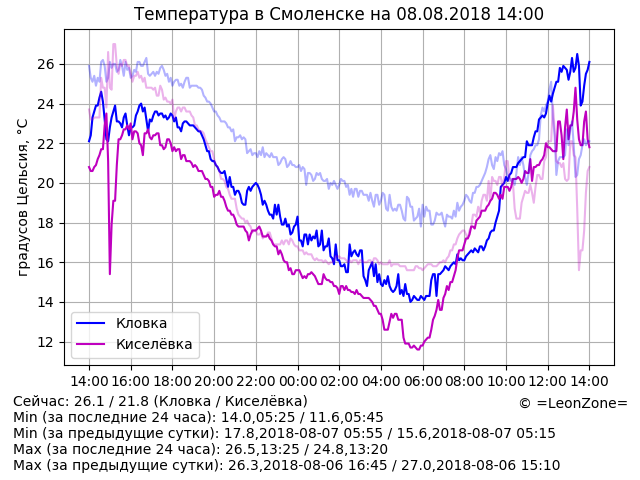 Температура в Смоленске на 08.08.2018 14:00
градусов Цельсия, °C
26
24
22
20
18
16
14
12
Кловка
Киселёвка
14:00 16:00 18:00 20:00 22:00 00:00 02:00 04:00 06:00 08:00 10:00 12:00 14:00
Сейчас: 26.1 / 21.8 (Кловка / Киселёвка)
© =LeonZone=
Min (за последние 24 часа): 14.0,05:25 / 11.6,05:45
Min (за предыдущие сутки): 17.8,2018-08-07 05:55 / 15.6,2018-08-07 05:15
Max (за последние 24 часа): 26.5,13:25 / 24.8,13:20
Max (за предыдущие сутки): 26.3,2018-08-06 16:45 / 27.0,2018-08-06 15:10